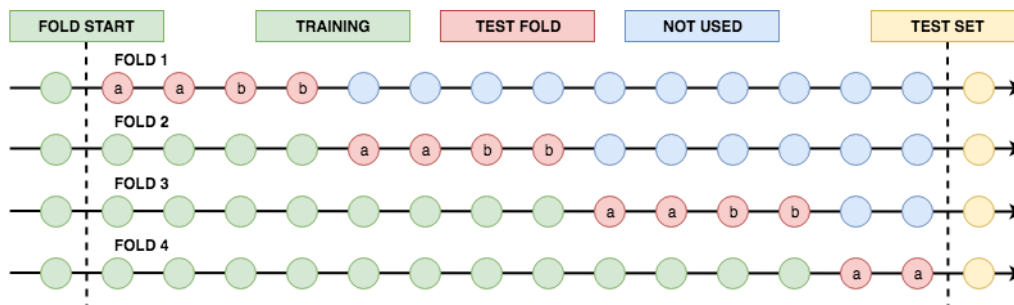 FOLD START TRAINING TEST FOLD NOT USED TEST SET
FOLD 1
a a b b
FOLD 2
a a b b
FOLD 3
a a b b
FOLD 4
a a